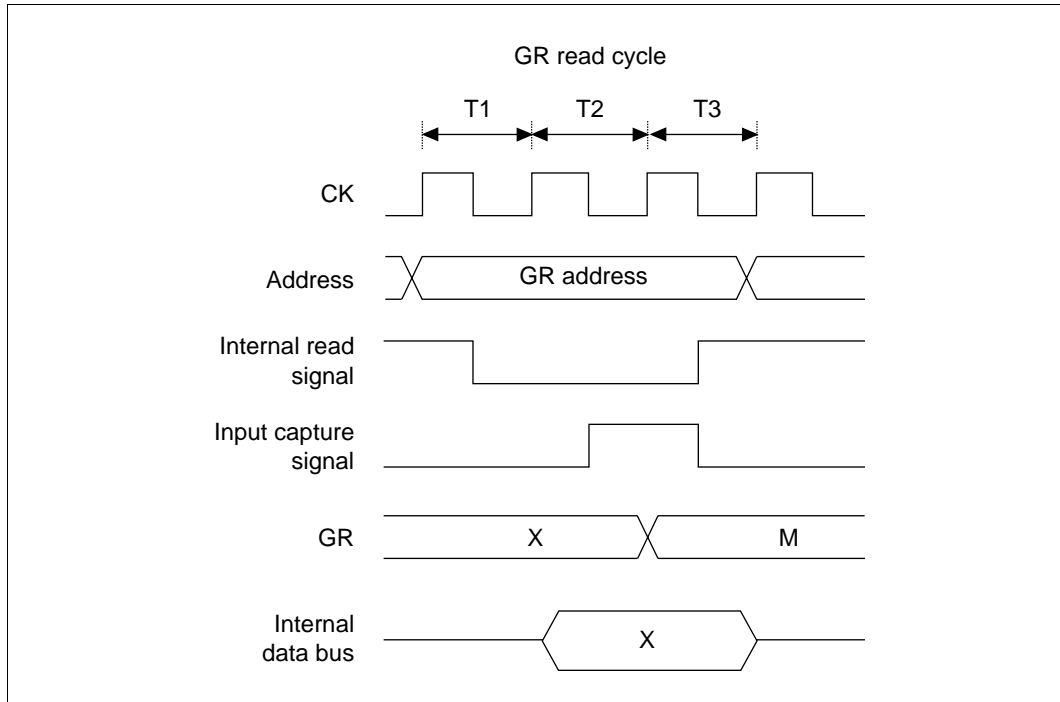 GR read cycle
T1 T2 T3
CK
Address
GR address
Internal read
signal
Input capture
signal
GR
X
M
Internal
data bus
X